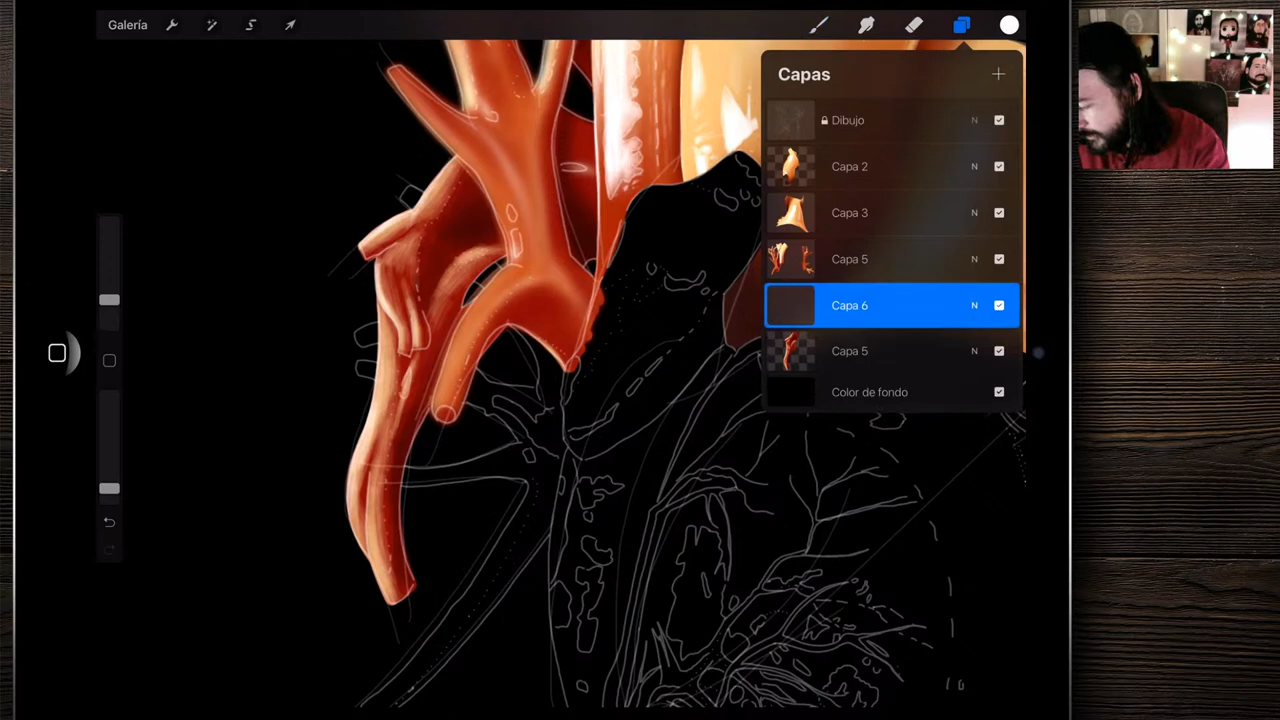 Galería
Capas
Dibujo N
Capa 2 N
Capa 3 N
Capa 5 N
Capa 6 N
Capa 5 N
Color de fondo